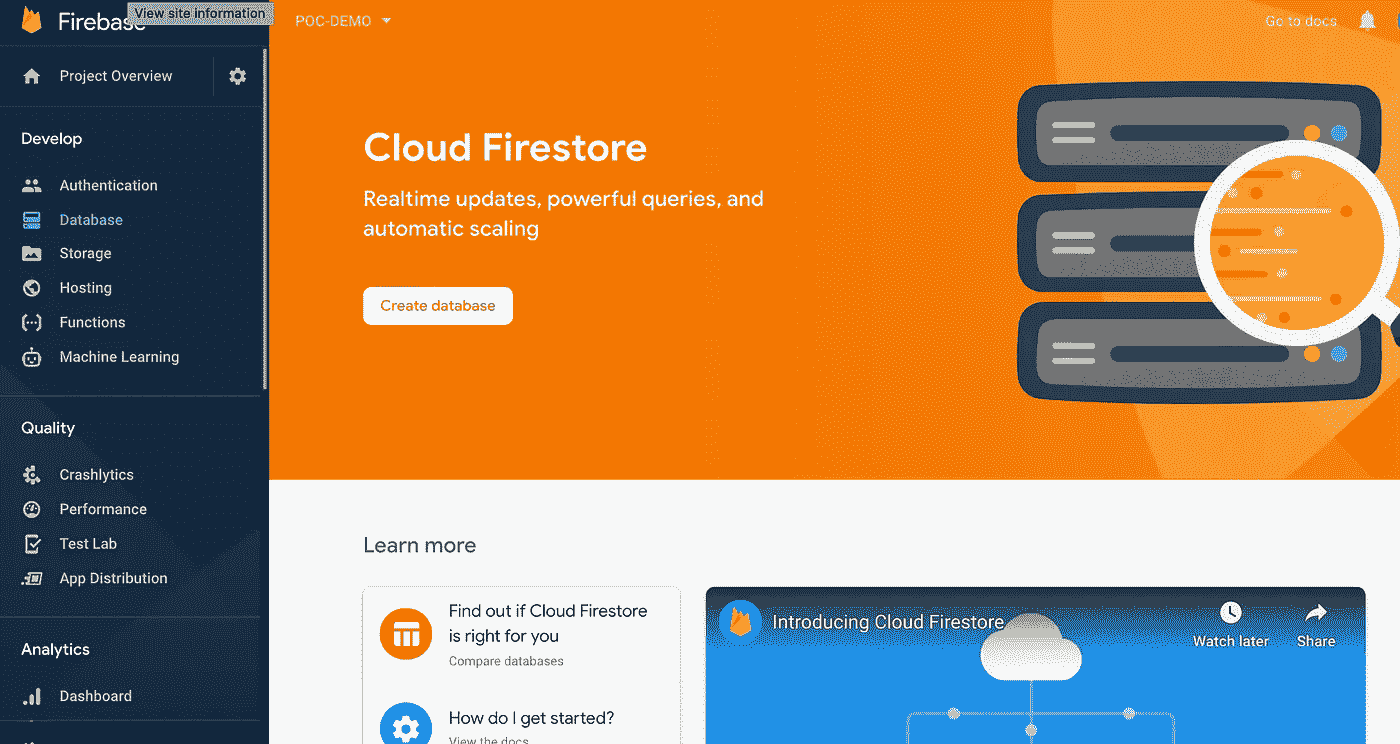 Firebase
View site information
Project Overview
Develop
Authentication
Database
Storage
Hosting
Functions
Machine Learning
Quality
Crashlytics
Performance
Test Lab
App Distribution
Analytics
Dashboard
POC-DEMO
Go to docs
Cloud Firestore
Realtime updates, powerful queries, and
automatic scaling
Create database
Learn more
Find out if Cloud Firestore
is right for you
Compare databases
How do I get started?
View the docs
Introducing Cloud Firestore
Watch later
Share